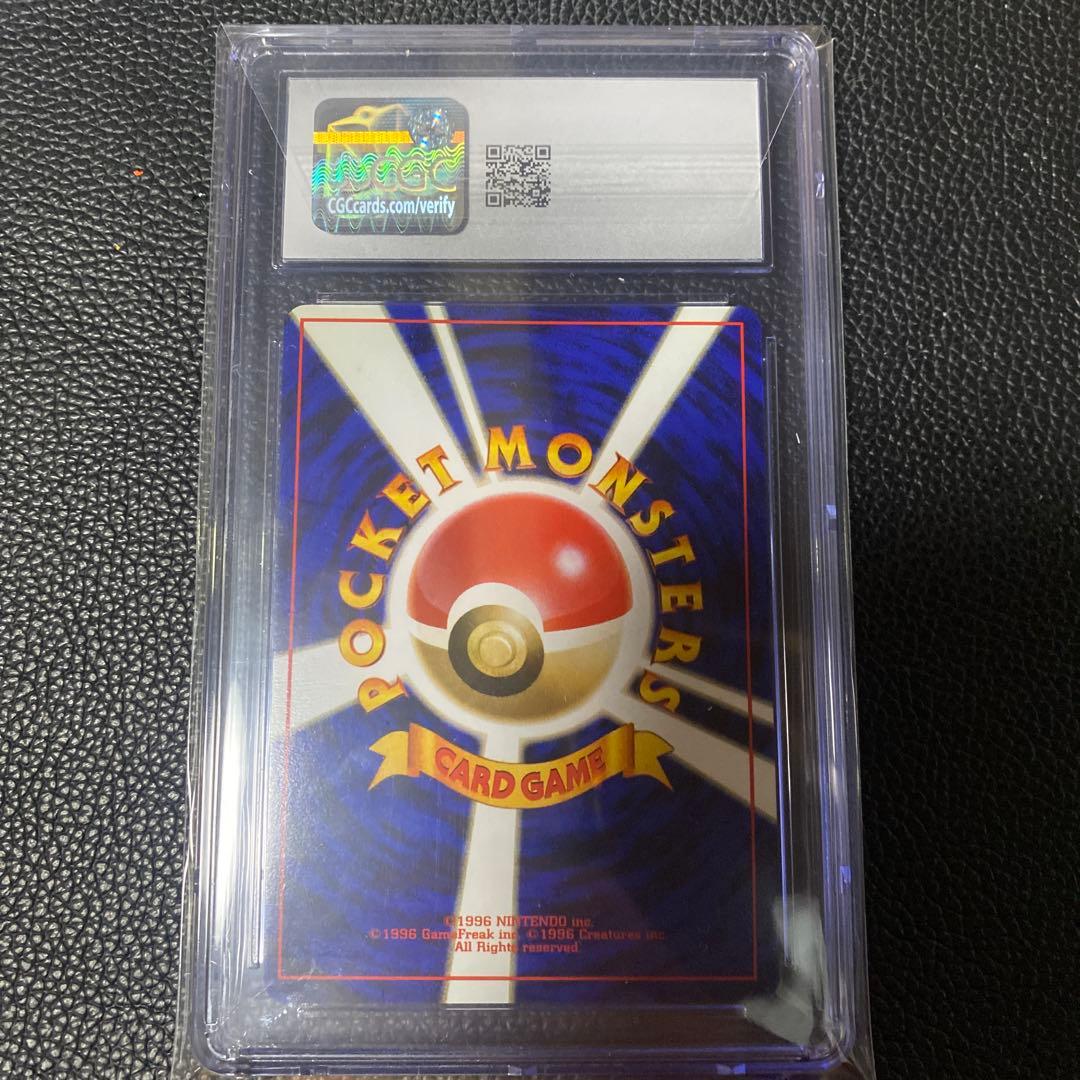 CGC
CGCcards.com/verify
POCKET MONSTERS
CARD GAME
©1996 NINTENDO inc.
©1996 GameFreak inc. ©1996 Creatures inc.
All Rights reserved.